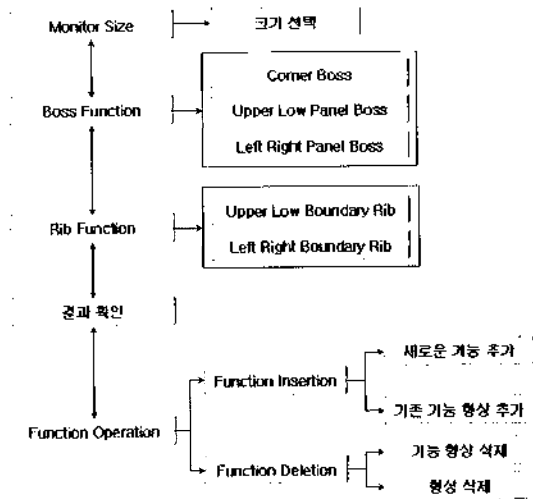 Monitor Size
크기 선택
Corner Boss
Boss Function
Upper Low Panel Boss
Left Right Panel Boss
Upper Low Boundary Rib
Rib Function
Left Right Boundary Rib
결과 확인
새로운 기능 추가
Function Insertion
기존 기능 형상 추가
Function Operation
기능 형상 삭제
Function Deletion
형상 삭제